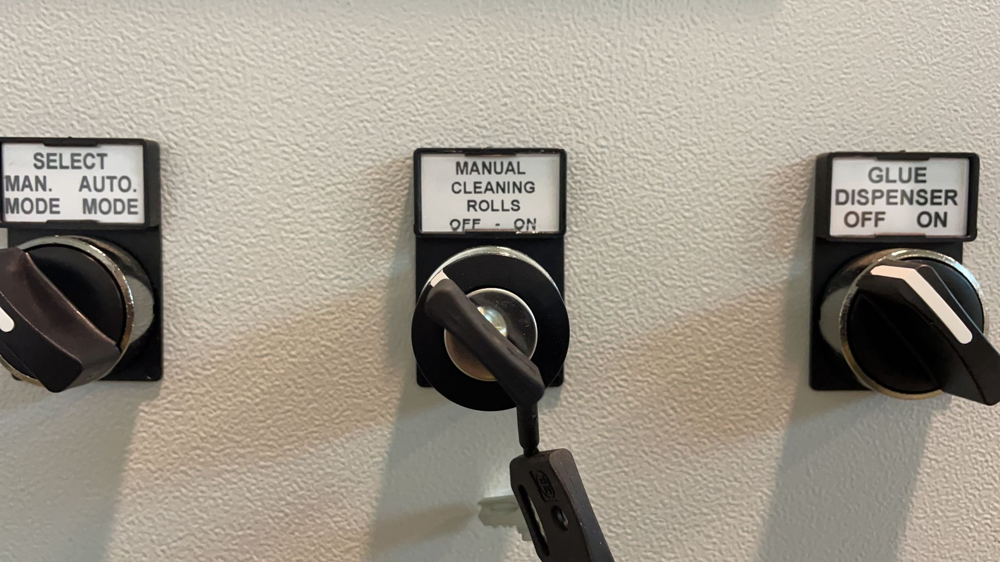 SELECT
MAN. AUTO.
MODE MODE
MANUAL
CLEANING
ROLLS
OFF - ON
GLUE
DISPENSER
OFF ON